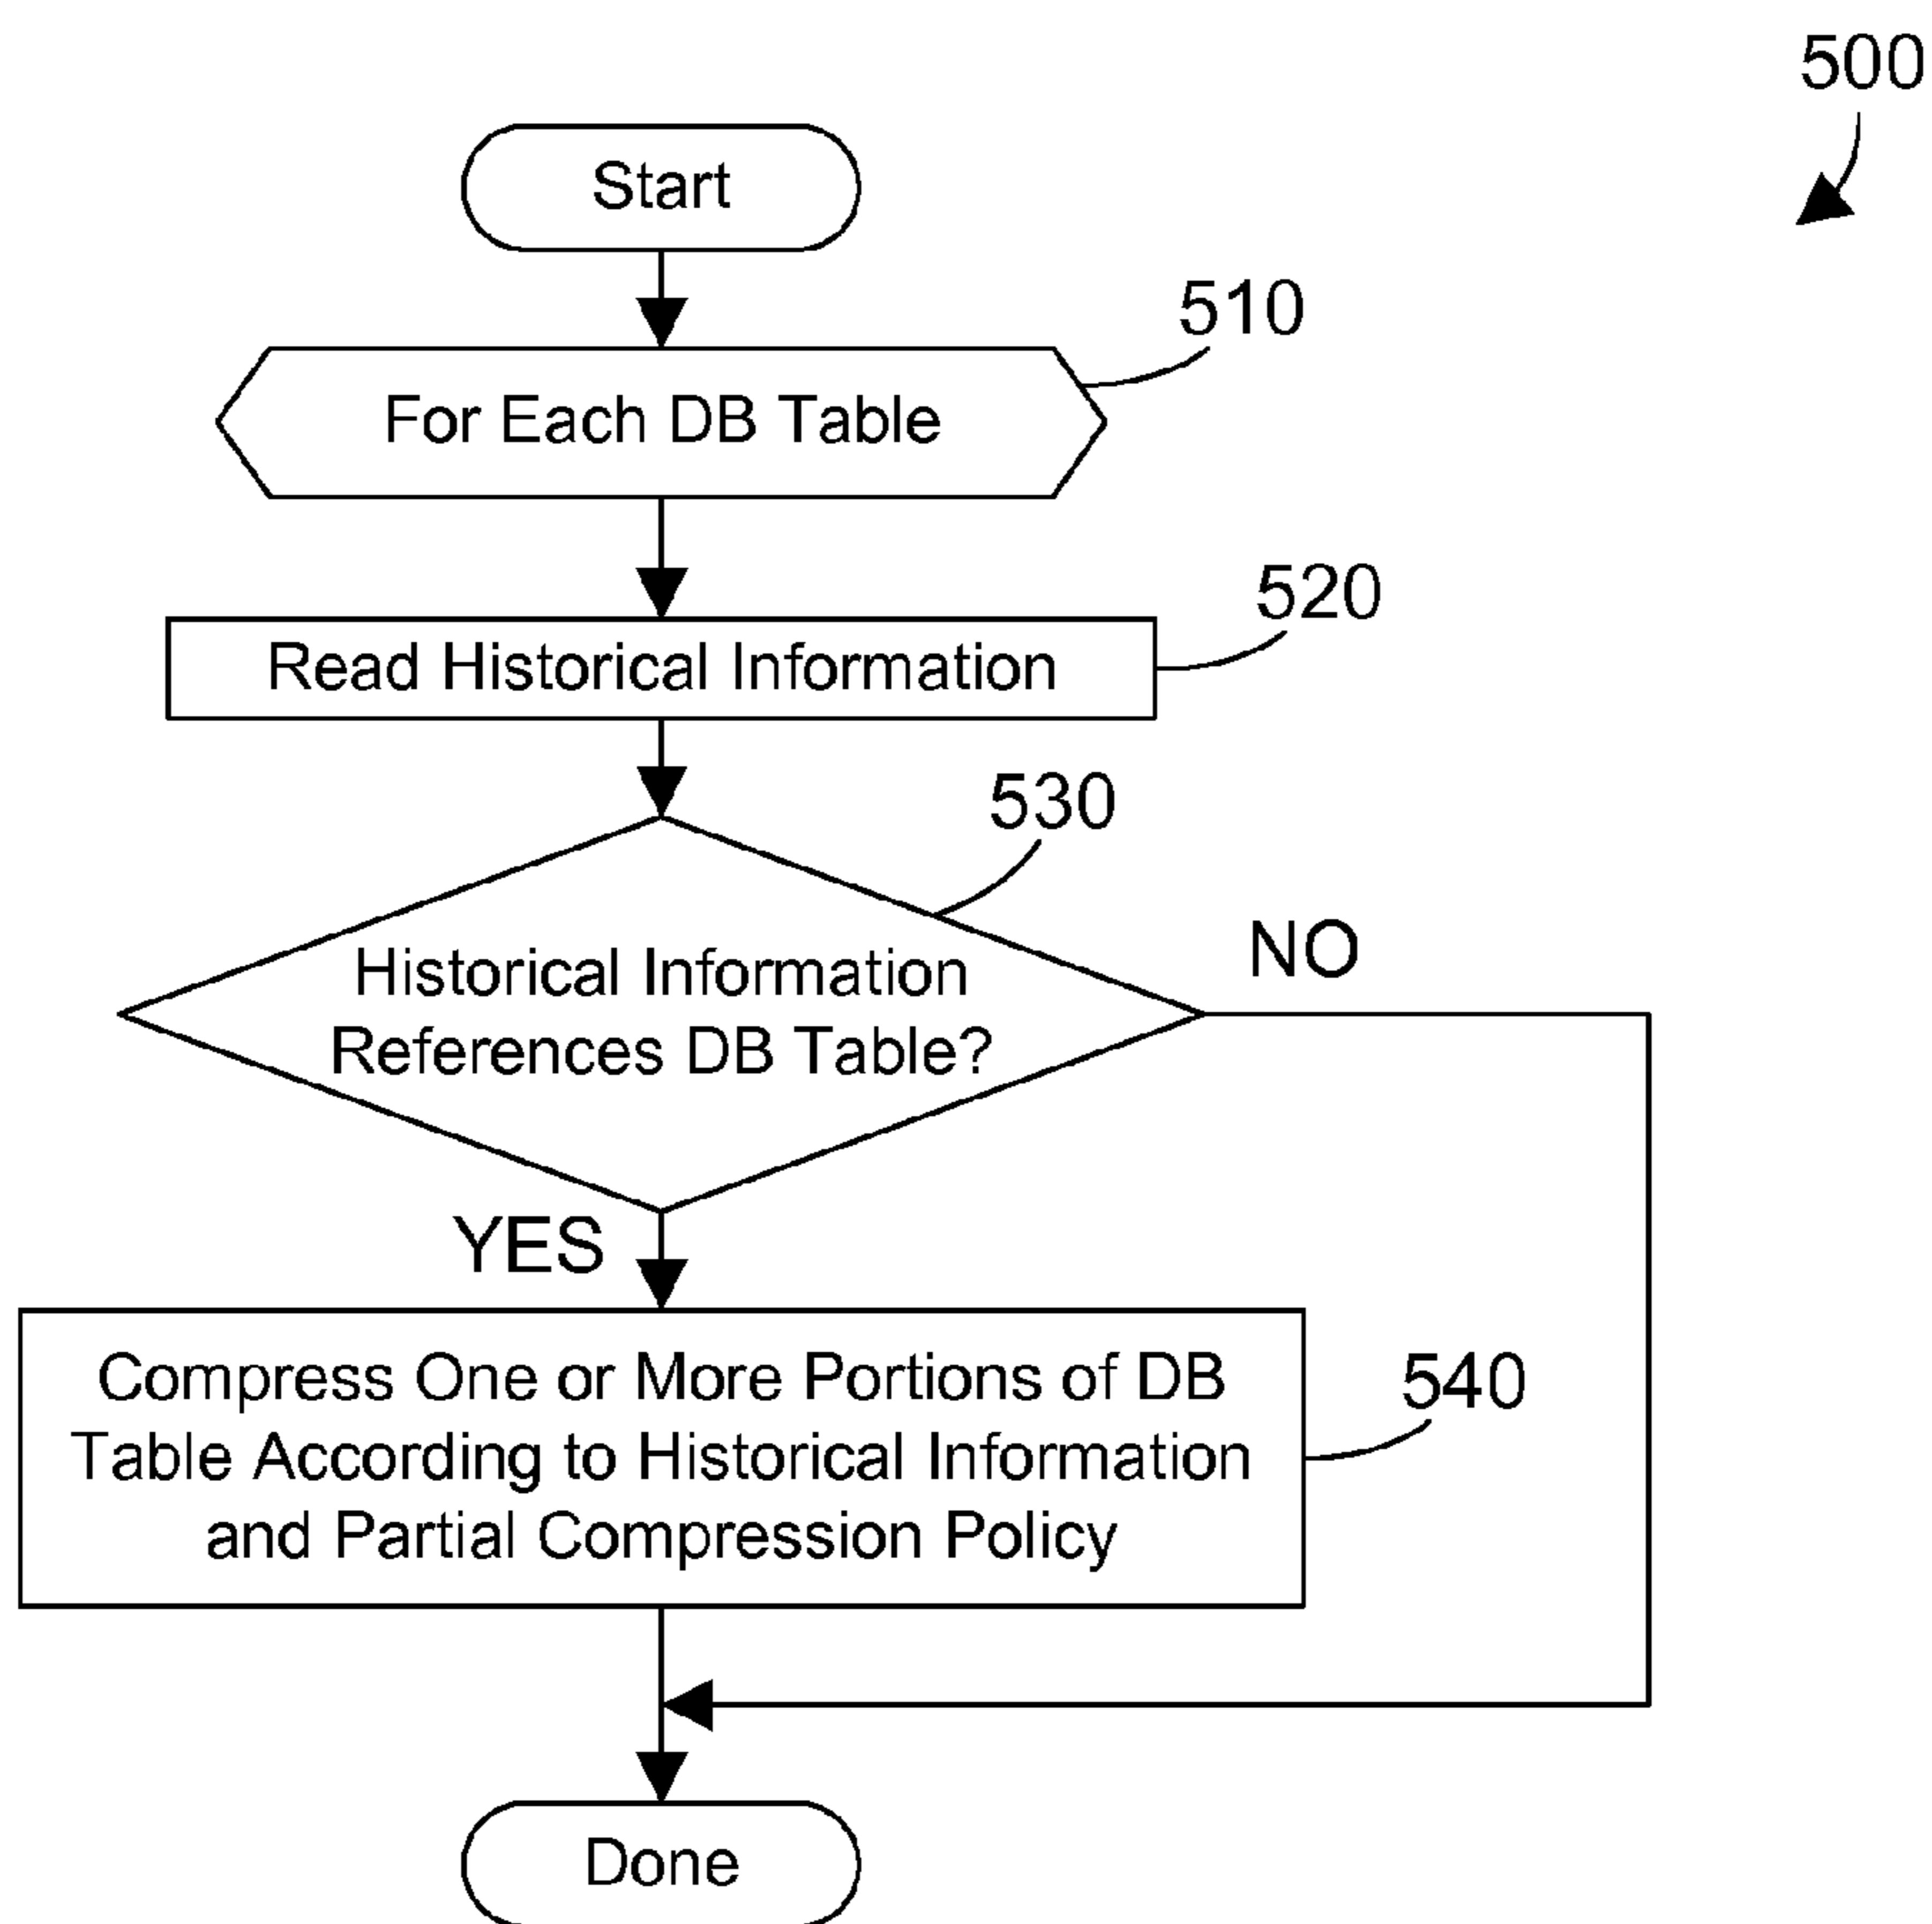 500
Start
510
For Each DB Table
520
Read Historical Information
530
Historical Information
References DB Table?
NO
YES
Compress One or More Portions of DB
Table According to Historical Information
and Partial Compression Policy
540
Done